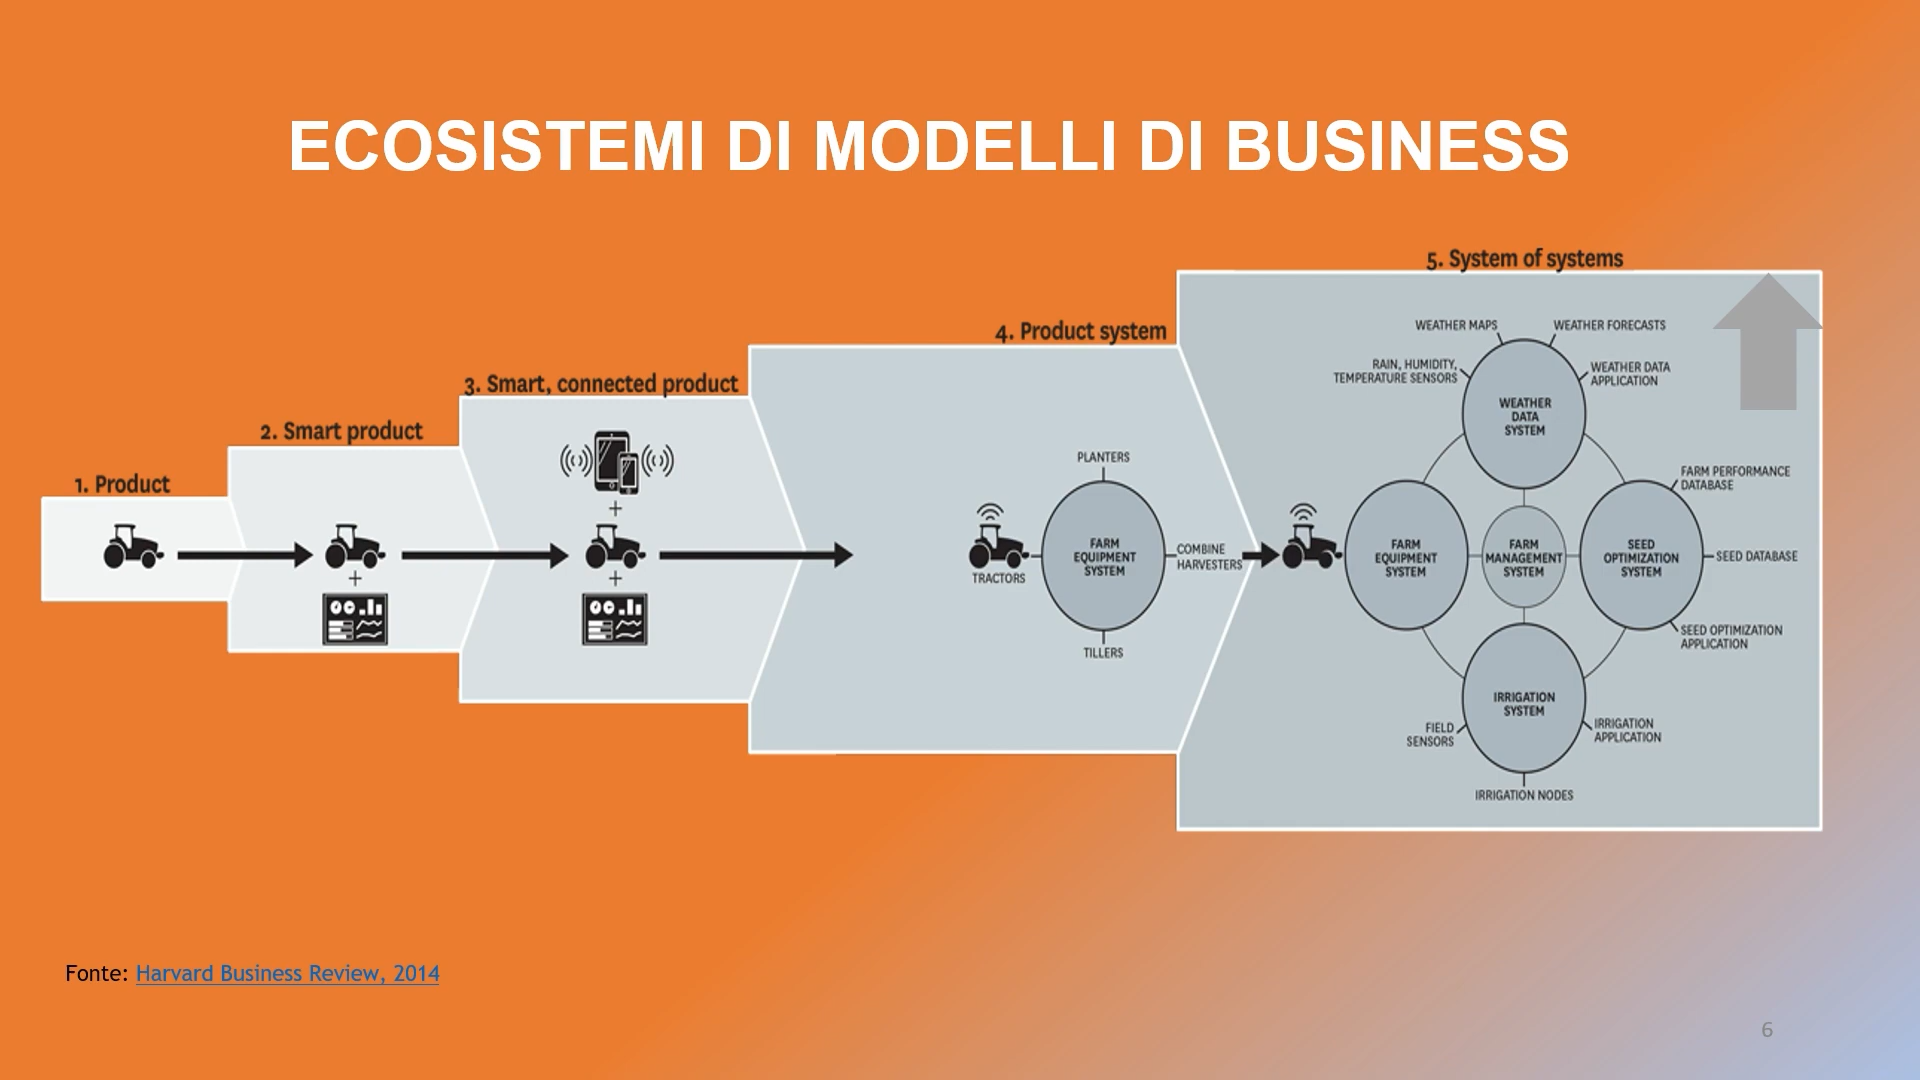 ECOSISTEMI DI MODELLI DI BUSINESS
1. Product
2. Smart product
+
3. Smart, connected product
+
+
4. Product system
PLANTERS
TRACTORS
FARM
EQUIPMENT
SYSTEM
COMBINE
HARVESTERS
TILLERS
5. System of systems
WEATHER MAPS
WEATHER FORECASTS
RAIN, HUMIDITY,
TEMPERATURE SENSORS
WEATHER DATA
APPLICATION
WEATHER
DATA
SYSTEM
FARM PERFORMANCE
DATABASE
FARM
EQUIPMENT
SYSTEM
FARM
MANAGEMENT
SYSTEM
SEED
OPTIMIZATION
SYSTEM
SEED DATABASE
SEED OPTIMIZATION
APPLICATION
IRRIGATION
SYSTEM
FIELD
SENSORS
IRRIGATION
APPLICATION
IRRIGATION NODES
Fonte: Harvard Business Review, 2014
6